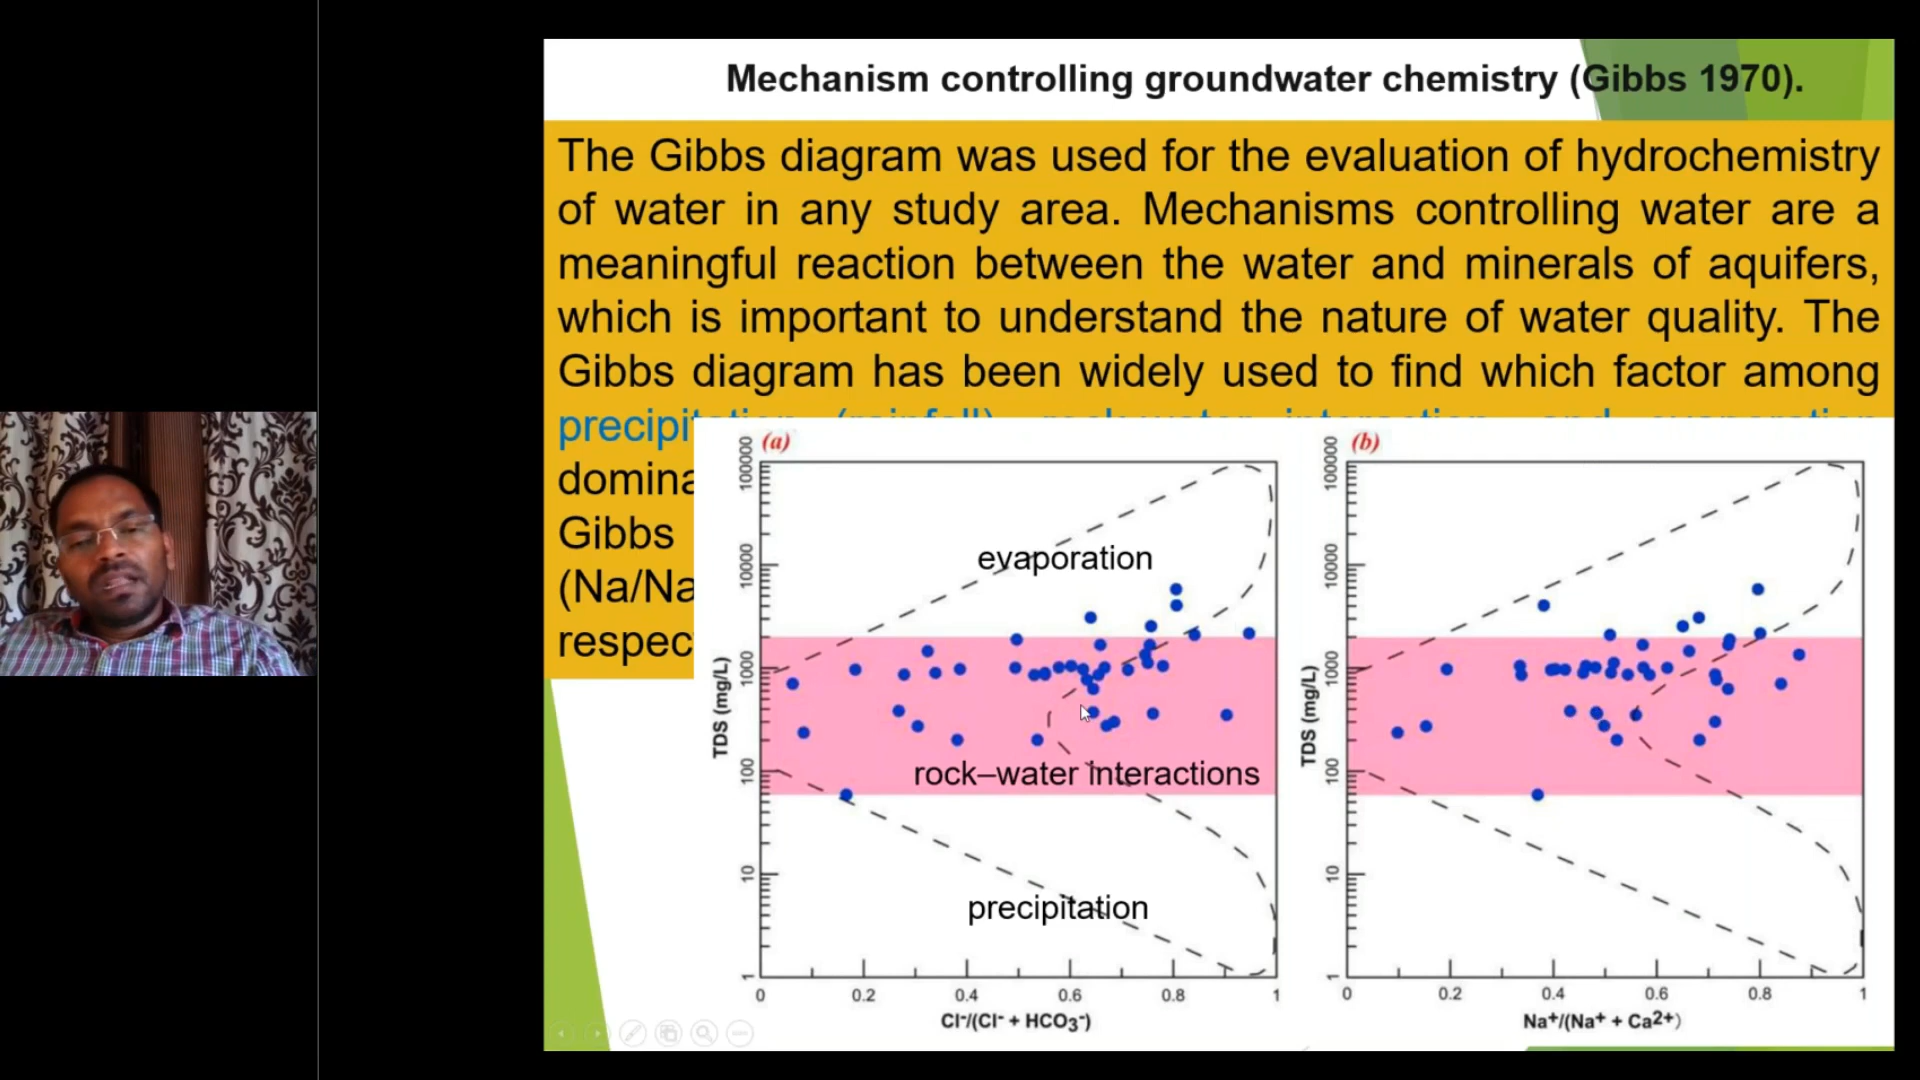 Mechanism controlling groundwater chemistry (Gibbs 1970).
The Gibbs diagram was used for the evaluation of hydrochemistry
of water in any study area. Mechanisms controlling water are a
meaningful reaction between the water and minerals of aquifers,
which is important to understand the nature of water quality. The
Gibbs diagram has been widely used to find which factor among
precipitation (rainfall), rock-water interaction and evaporation
Gibbs
(Na/Na
(a)
100000
10000
1000
100
10
1
TDS (mg/L)
evaporation
rock–water interactions
precipitation
0 0.2 0.4 0.6 0.8 1
Cl⁻/(Cl⁻ + HCO₃⁻)
(b)
100000
10000
1000
100
10
1
TDS (mg/L)
0 0.2 0.4 0.6 0.8 1
Na⁺/(Na⁺ + Ca²⁺)